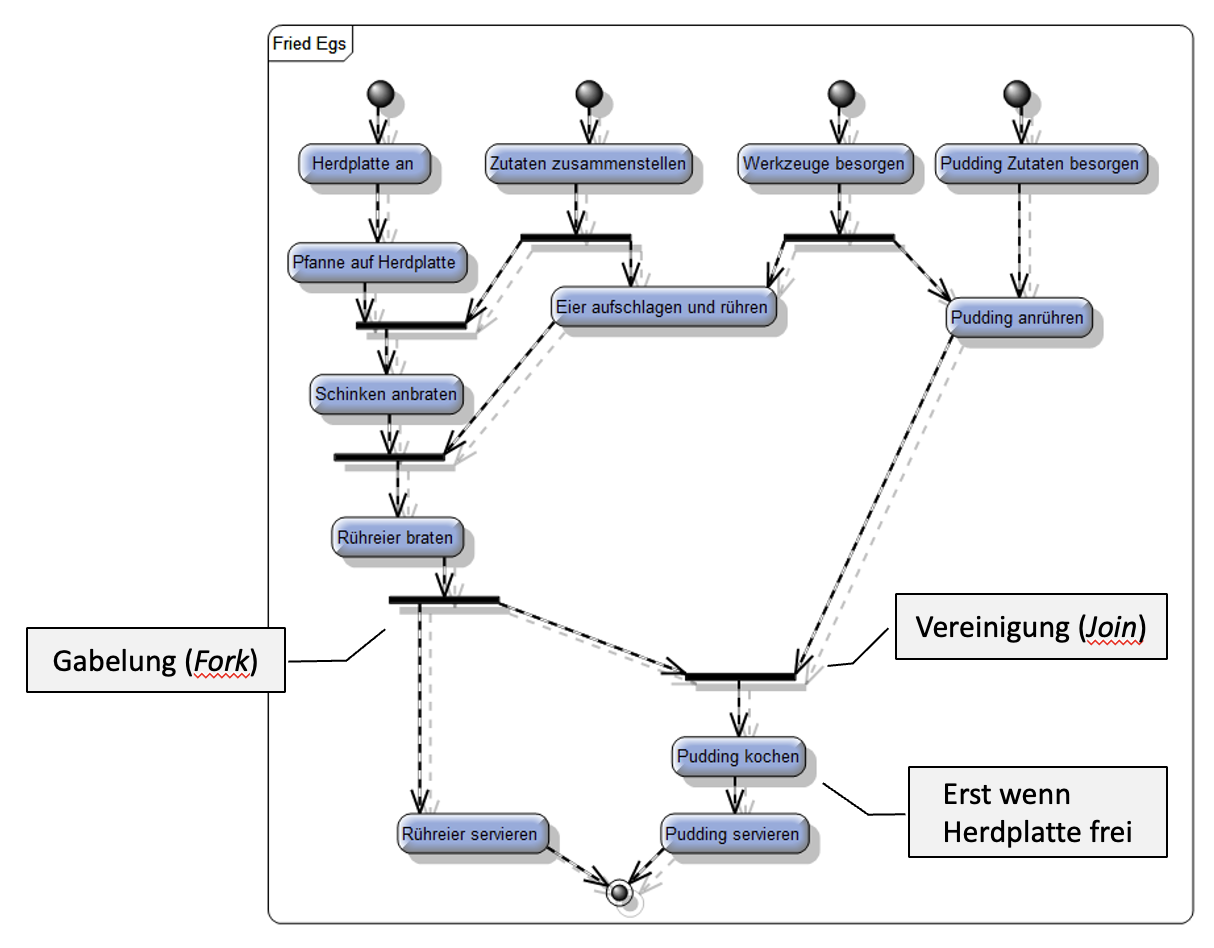 Fried Egs
Herdplatte an
Zutaten zusammenstellen
Werkzeuge besorgen
Pudding Zutaten besorgen
Pfanne auf Herdplatte
Eier aufschlagen und rühren
Pudding anrühren
Schinken anbraten
Rühreier braten
Gabelung (Fork)
Vereinigung (Join)
Pudding kochen
Erst wenn
Herdplatte frei
Rühreier servieren
Pudding servieren